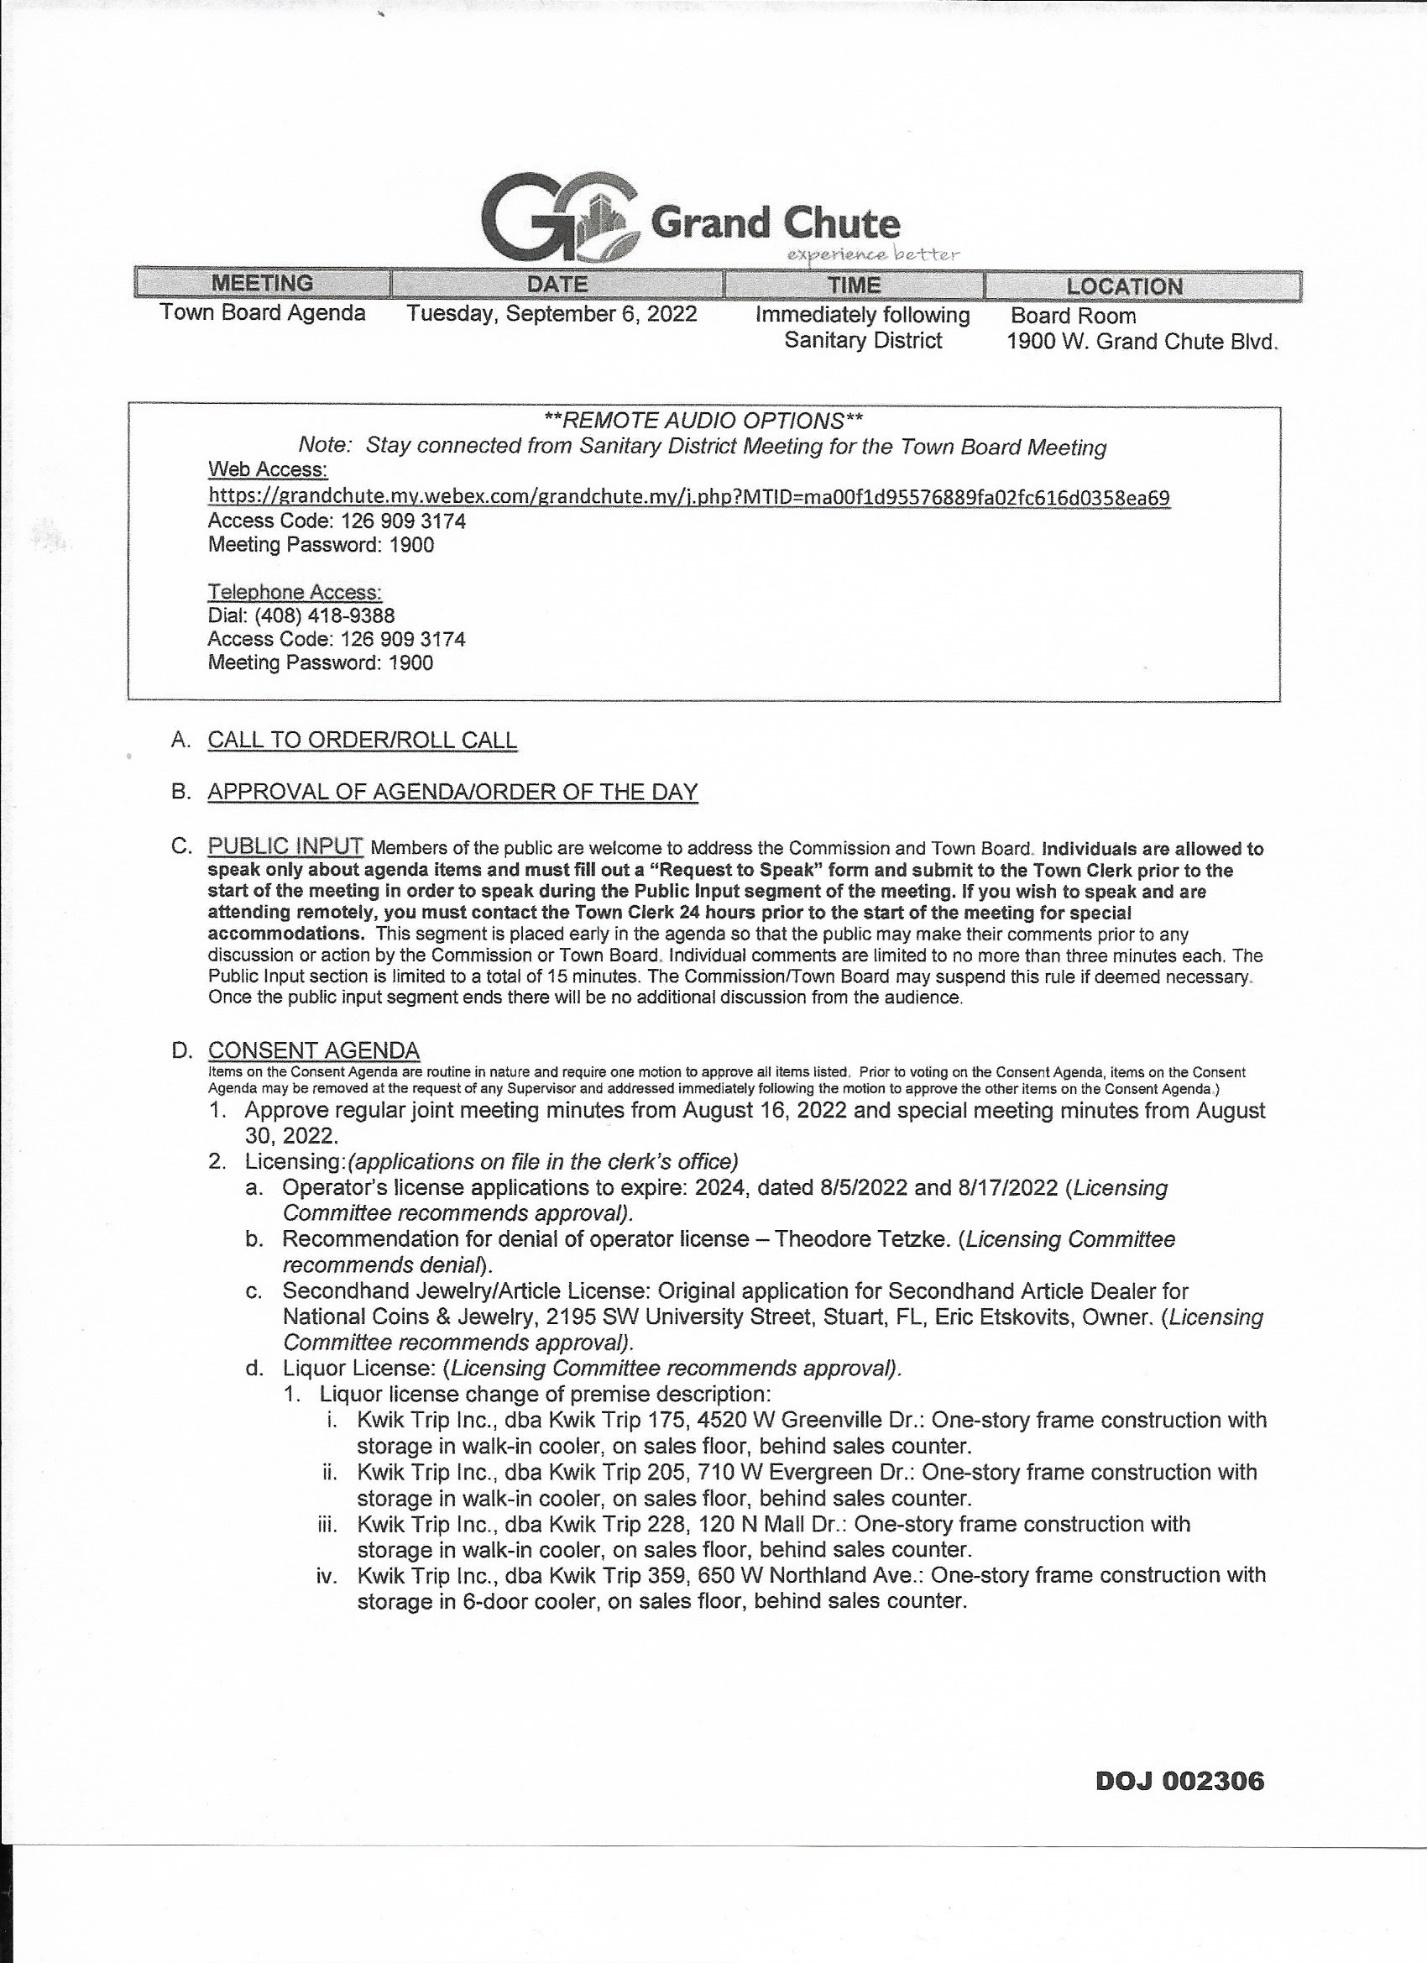 GC Grand Chute
experience better
MEETING DATE TIME LOCATION
Town Board Agenda Tuesday, September 6, 2022 Immediately following Board Room
Sanitary District 1900 W. Grand Chute Blvd.
**REMOTE AUDIO OPTIONS**
Note: Stay connected from Sanitary District Meeting for the Town Board Meeting
Web Access:
https://grandchute.my.webex.com/grandchute.my/j.php?MTID=ma00f1d95576889fa02fc616d0358ea69
Access Code: 126 909 3174
Meeting Password: 1900
Telephone Access:
Dial: (408) 418-9388
Access Code: 126 909 3174
Meeting Password: 1900
A. CALL TO ORDER/ROLL CALL
B. APPROVAL OF AGENDA/ORDER OF THE DAY
C. PUBLIC INPUT Members of the public are welcome to address the Commission and Town Board. Individuals are allowed to
speak only about agenda items and must fill out a “Request to Speak” form and submit to the Town Clerk prior to the
start of the meeting in order to speak during the Public Input segment of the meeting. If you wish to speak and are
attending remotely, you must contact the Town Clerk 24 hours prior to the start of the meeting for special
accommodations. This segment is placed early in the agenda so that the public may make their comments prior to any
discussion or action by the Commission or Town Board. Individual comments are limited to no more than three minutes each. The
Public Input section is limited to a total of 15 minutes. The Commission/Town Board may suspend this rule if deemed necessary.
Once the public input segment ends there will be no additional discussion from the audience.
D. CONSENT AGENDA
Items on the Consent Agenda are routine in nature and require one motion to approve all items listed. Prior to voting on the Consent Agenda, items on the Consent
Agenda may be removed at the request of any Supervisor and addressed immediately following the motion to approve the other items on the Consent Agenda.)
1. Approve regular joint meeting minutes from August 16, 2022 and special meeting minutes from August
30, 2022.
2. Licensing:(applications on file in the clerk’s office)
a. Operator’s license applications to expire: 2024, dated 8/5/2022 and 8/17/2022 (Licensing
Committee recommends approval).
b. Recommendation for denial of operator license – Theodore Tetzke. (Licensing Committee
recommends denial).
c. Secondhand Jewelry/Article License: Original application for Secondhand Article Dealer for
National Coins & Jewelry, 2195 SW University Street, Stuart, FL, Eric Etskovits, Owner. (Licensing
Committee recommends approval).
d. Liquor License: (Licensing Committee recommends approval).
1. Liquor license change of premise description:
i. Kwik Trip Inc., dba Kwik Trip 175, 4520 W Greenville Dr.: One-story frame construction with
storage in walk-in cooler, on sales floor, behind sales counter.
ii. Kwik Trip Inc., dba Kwik Trip 205, 710 W Evergreen Dr.: One-story frame construction with
storage in walk-in cooler, on sales floor, behind sales counter.
iii. Kwik Trip Inc., dba Kwik Trip 228, 120 N Mall Dr.: One-story frame construction with
storage in walk-in cooler, on sales floor, behind sales counter.
iv. Kwik Trip Inc., dba Kwik Trip 359, 650 W Northland Ave.: One-story frame construction with
storage in 6-door cooler, on sales floor, behind sales counter.
DOJ 002306